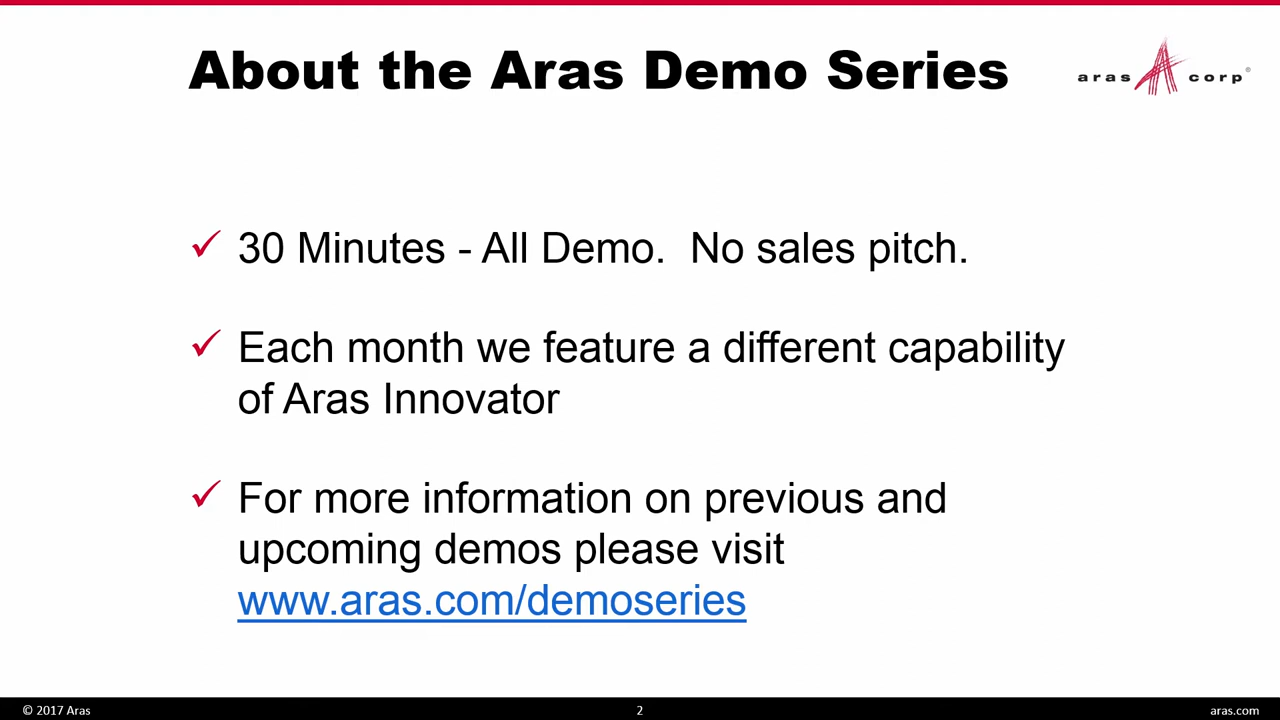 About the Aras Demo Series
aras corp®
30 Minutes - All Demo.  No sales pitch.
Each month we feature a different capability
of Aras Innovator
For more information on previous and
upcoming demos please visit
www.aras.com/demoseries
© 2017 Aras
2
aras.com